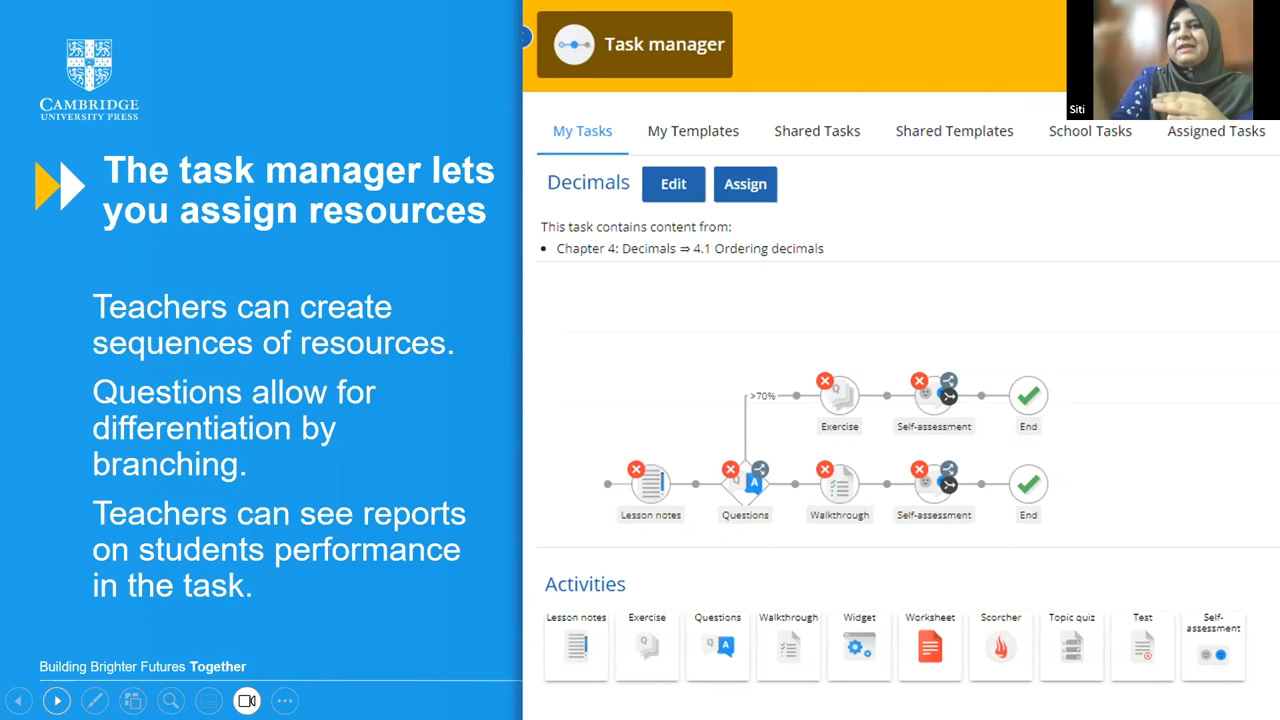 CAMBRIDGE
UNIVERSITY PRESS
The task manager lets
you assign resources
Teachers can create
sequences of resources.
Questions allow for
differentiation by
branching.
Teachers can see reports
on students performance
in the task.
Building Brighter Futures Together
Task manager
Siti
My Tasks My Templates Shared Tasks Shared Templates School Tasks Assigned Tasks
Decimals Edit Assign
This task contains content from:
• Chapter 4: Decimals ⇒ 4.1 Ordering decimals
>70%
Exercise Self-assessment End
Q A
Lesson notes Questions Walkthrough Self-assessment End
Activities
Lesson notes Exercise Questions Walkthrough Widget Worksheet Scorcher Topic quiz Test Self-
assessment
Q A